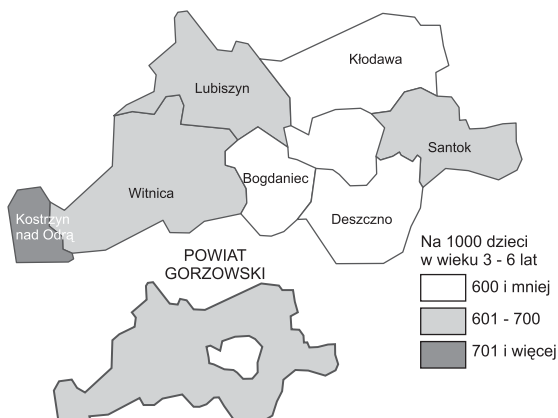 Kłodawa
Lubiszyn
Santok
Bogdaniec
Witnica
Deszczno
Kostrzyn
nad Odrą
POWIAT
GORZOWSKI
Na 1000 dzieci
w wieku 3 - 6 lat
600 i mniej
601 - 700
701 i więcej